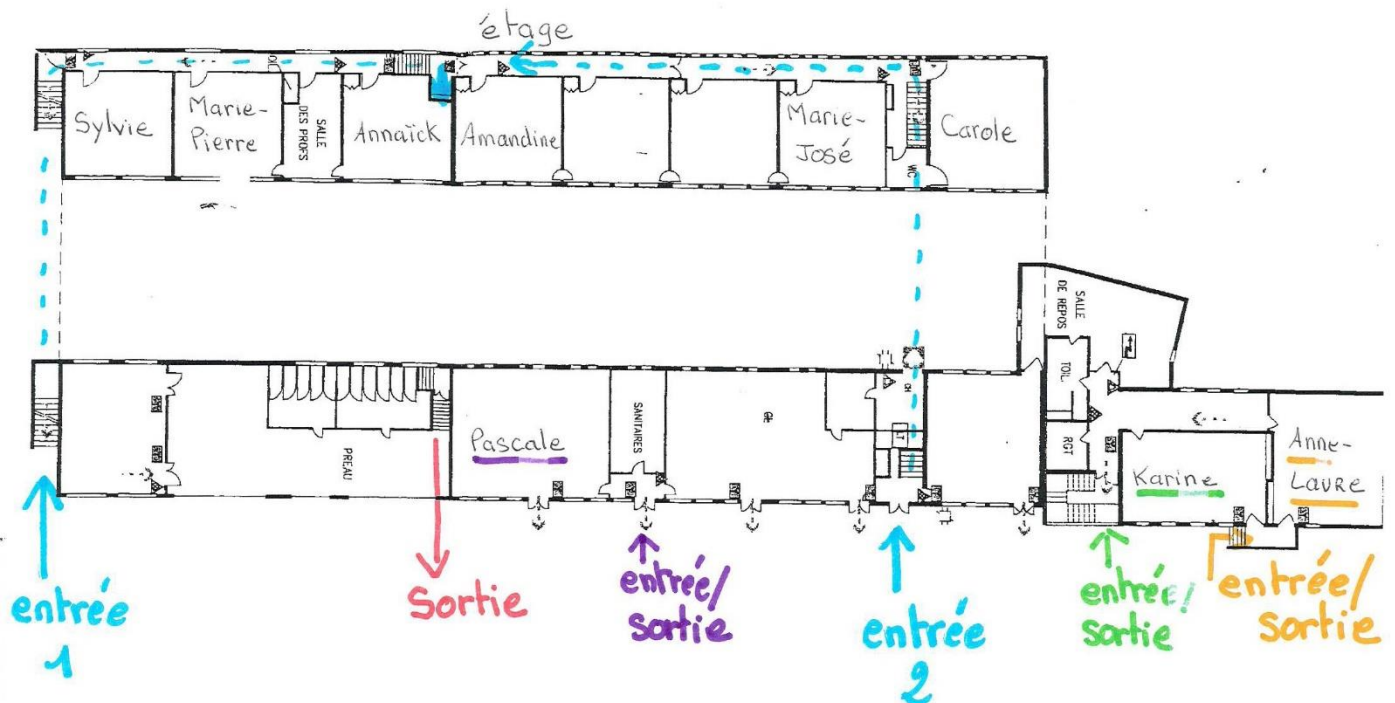 étage
Sylvie
Marie-
Pierre
SALLE
DES PROFS
Annaïck
Amandine
Marie-
José
WC
Carole
SALLE
DE REPOS
TOIL
RGT
PREAU
Pascale
SANITAIRES
CH
Karine
Anne-
Laure
entrée
1
Sortie
entrée/
sortie
entrée
2
entrée/
sortie
entrée/
sortie